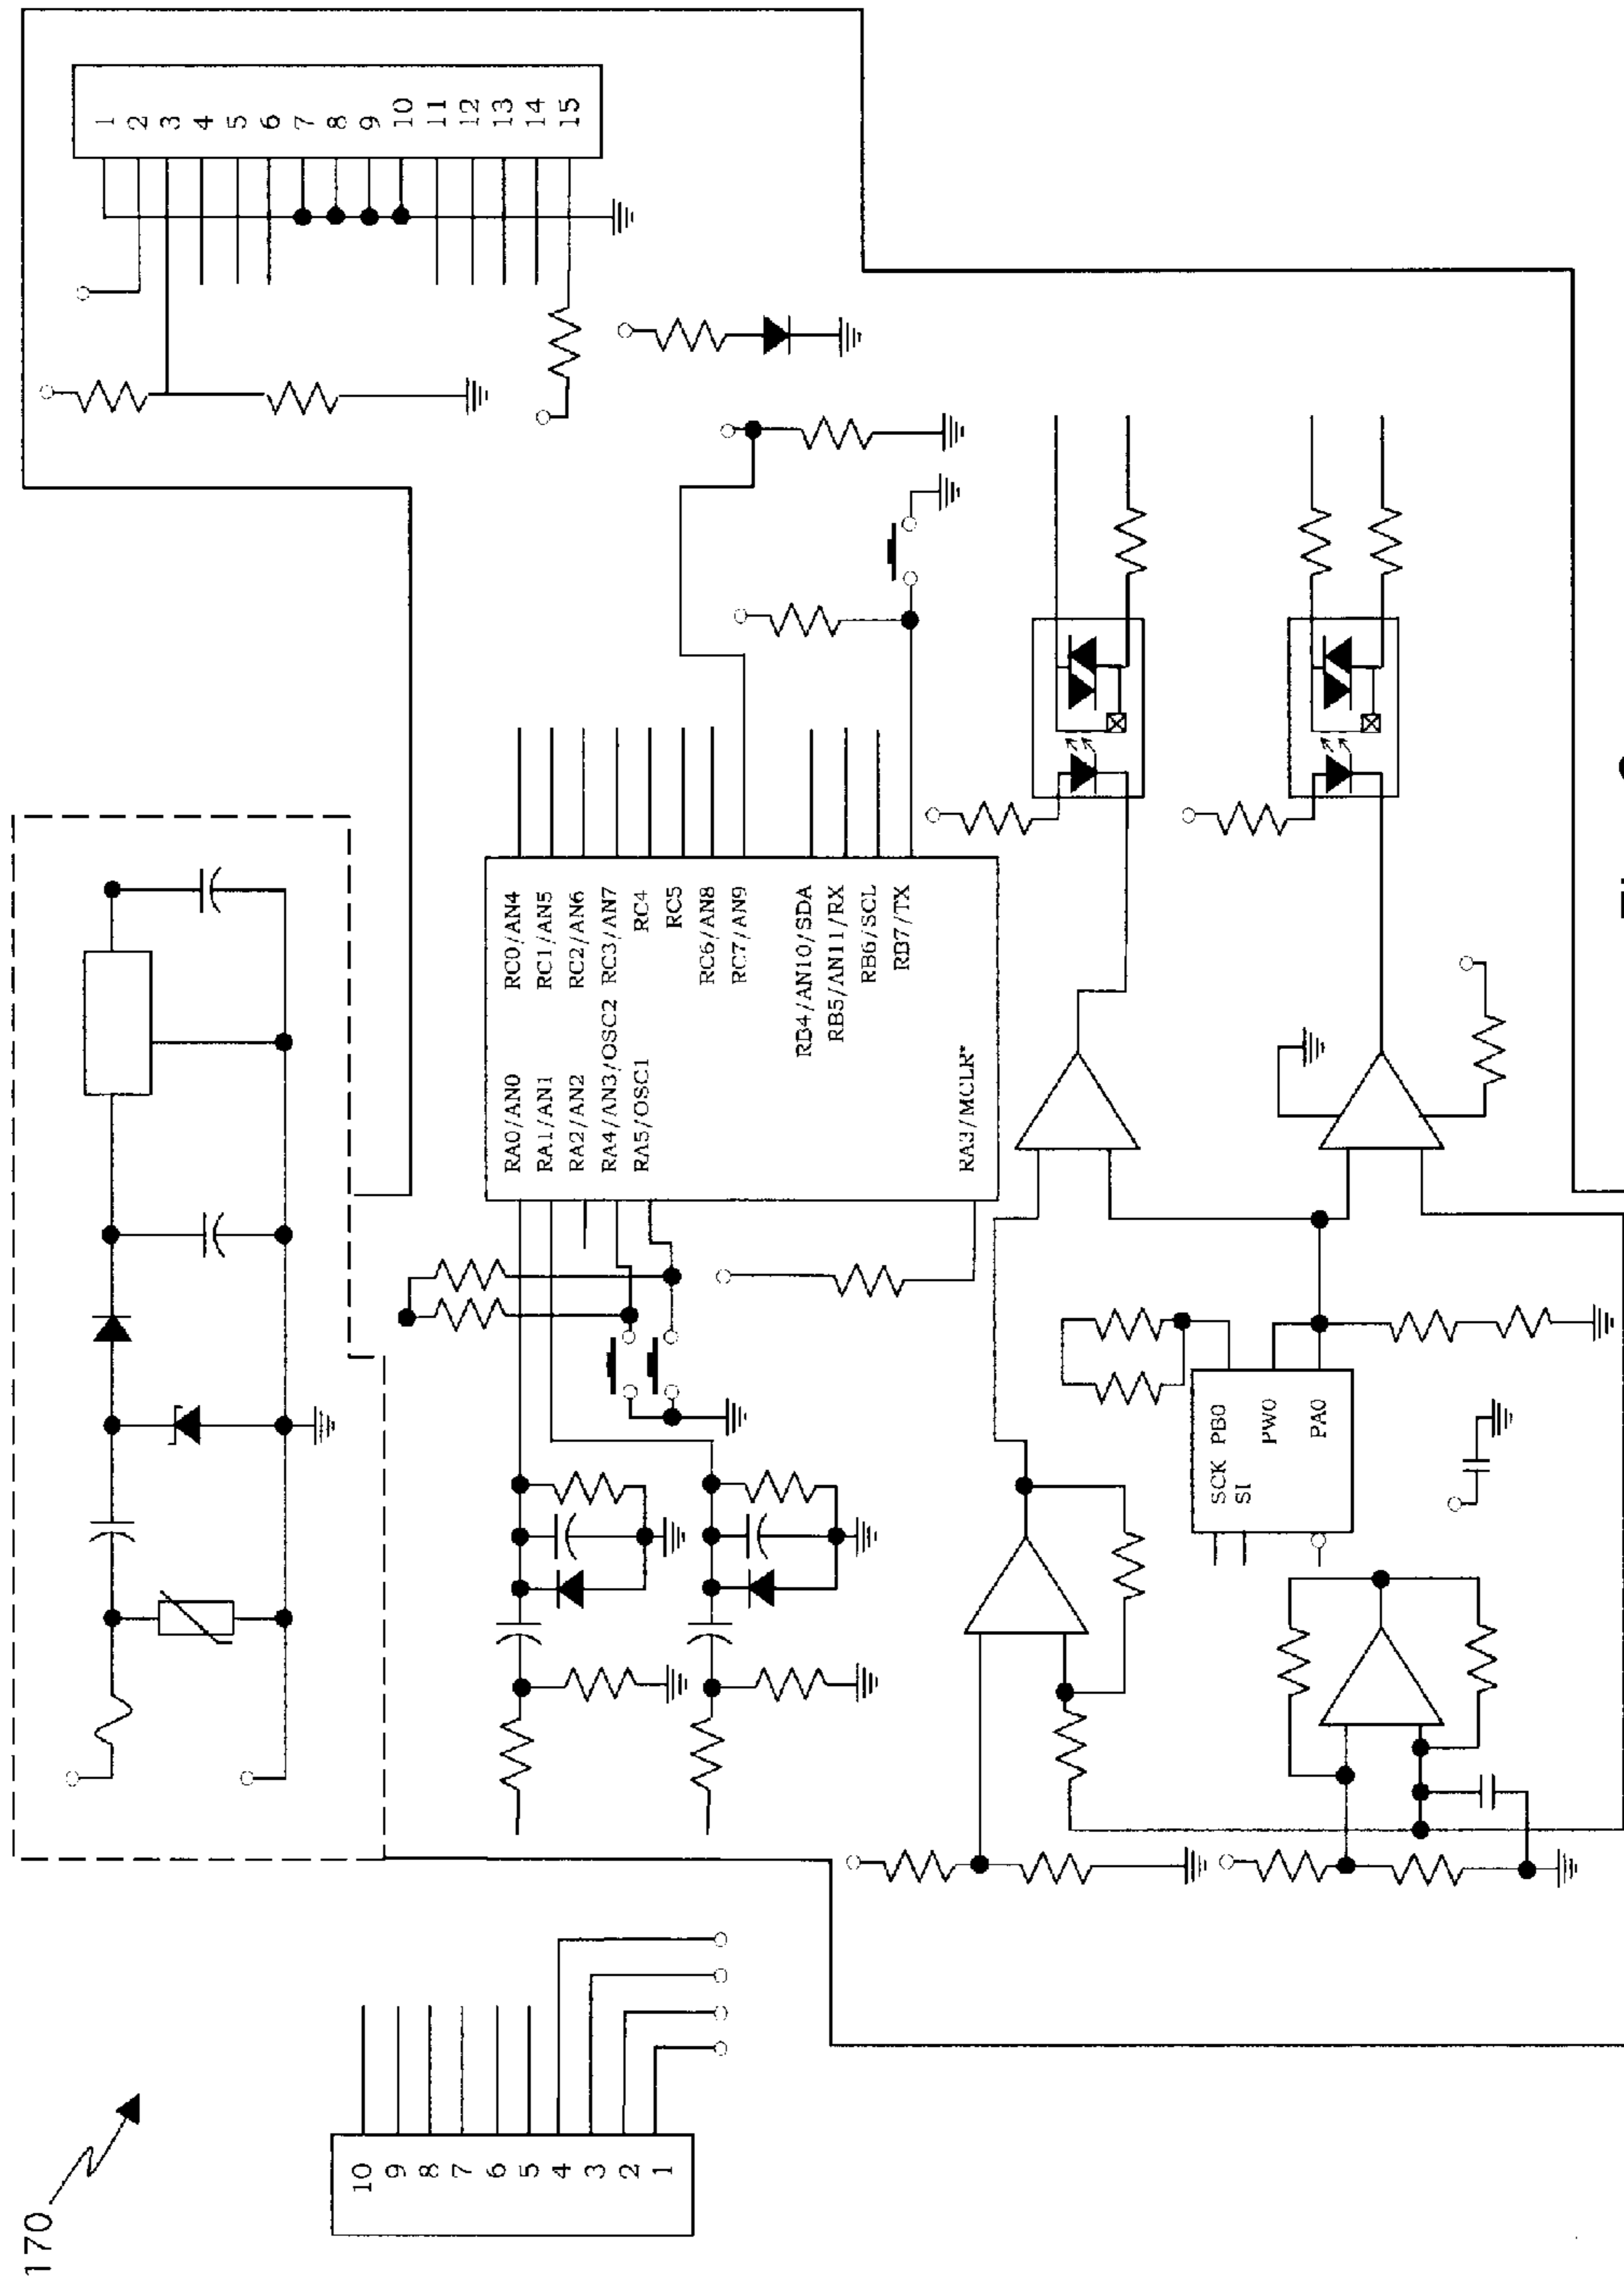 170
10
9
8
7
6
5
4
3
2
1
1
2
3
4
5
6
7
8
9
10
11
12
13
14
15
RA0/AN0
RA1/AN1
RA2/AN2
RA4/AN3/OSC2
RA5/OSC1
RA3/MCLR*
RC0/AN4
RC1/AN5
RC2/AN6
RC3/AN7
RC4
RC5
RC6/AN8
RC7/AN9
RB4/AN10/SDA
RB5/AN11/RX
RB6/SCL
RB7/TX
SCK PB0
SI
PW0
PA0